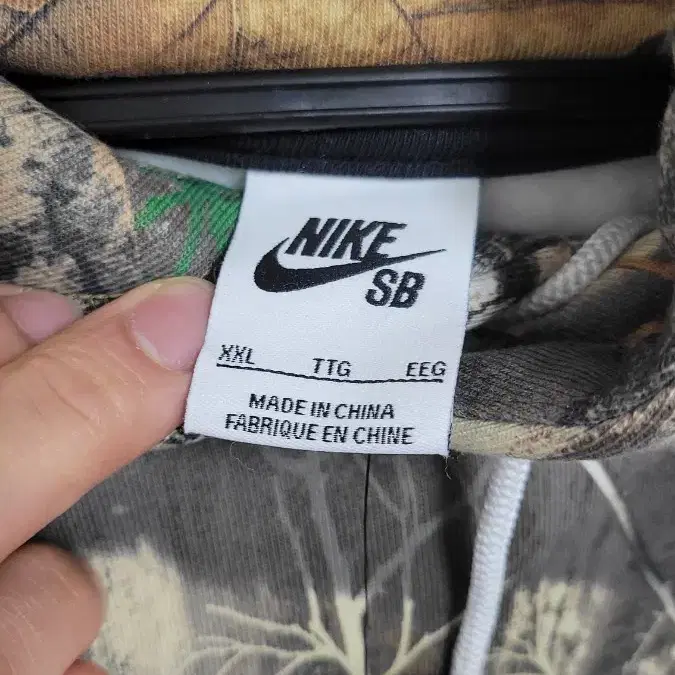 NIKE
SB
XXL TTG EEG
MADE IN CHINA
FABRIQUE EN CHINE